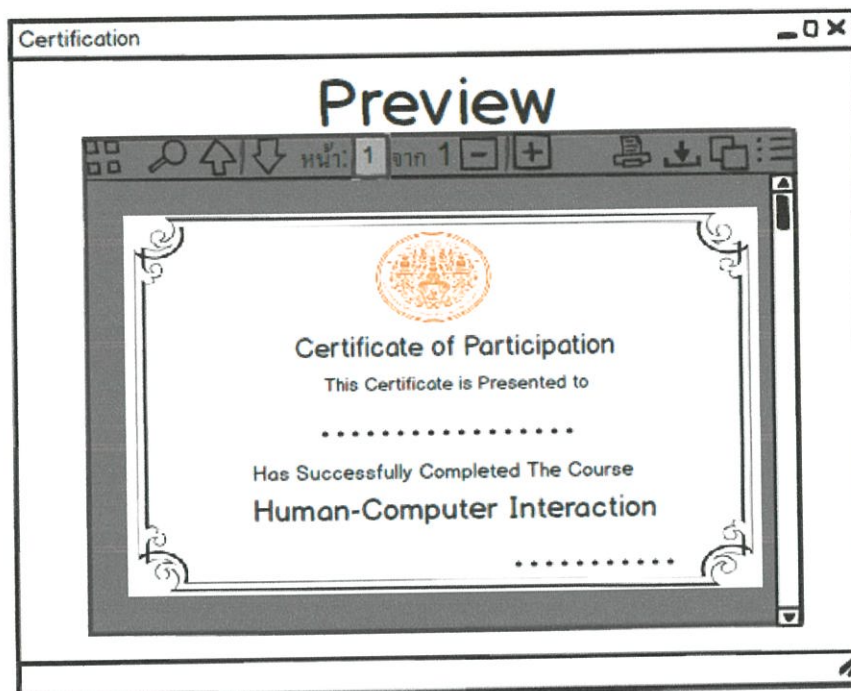 Certification
Preview
หน้า: 1 จาก 1
Certificate of Participation
This Certificate is Presented to
..................
Has Successfully Completed The Course
Human-Computer Interaction
............